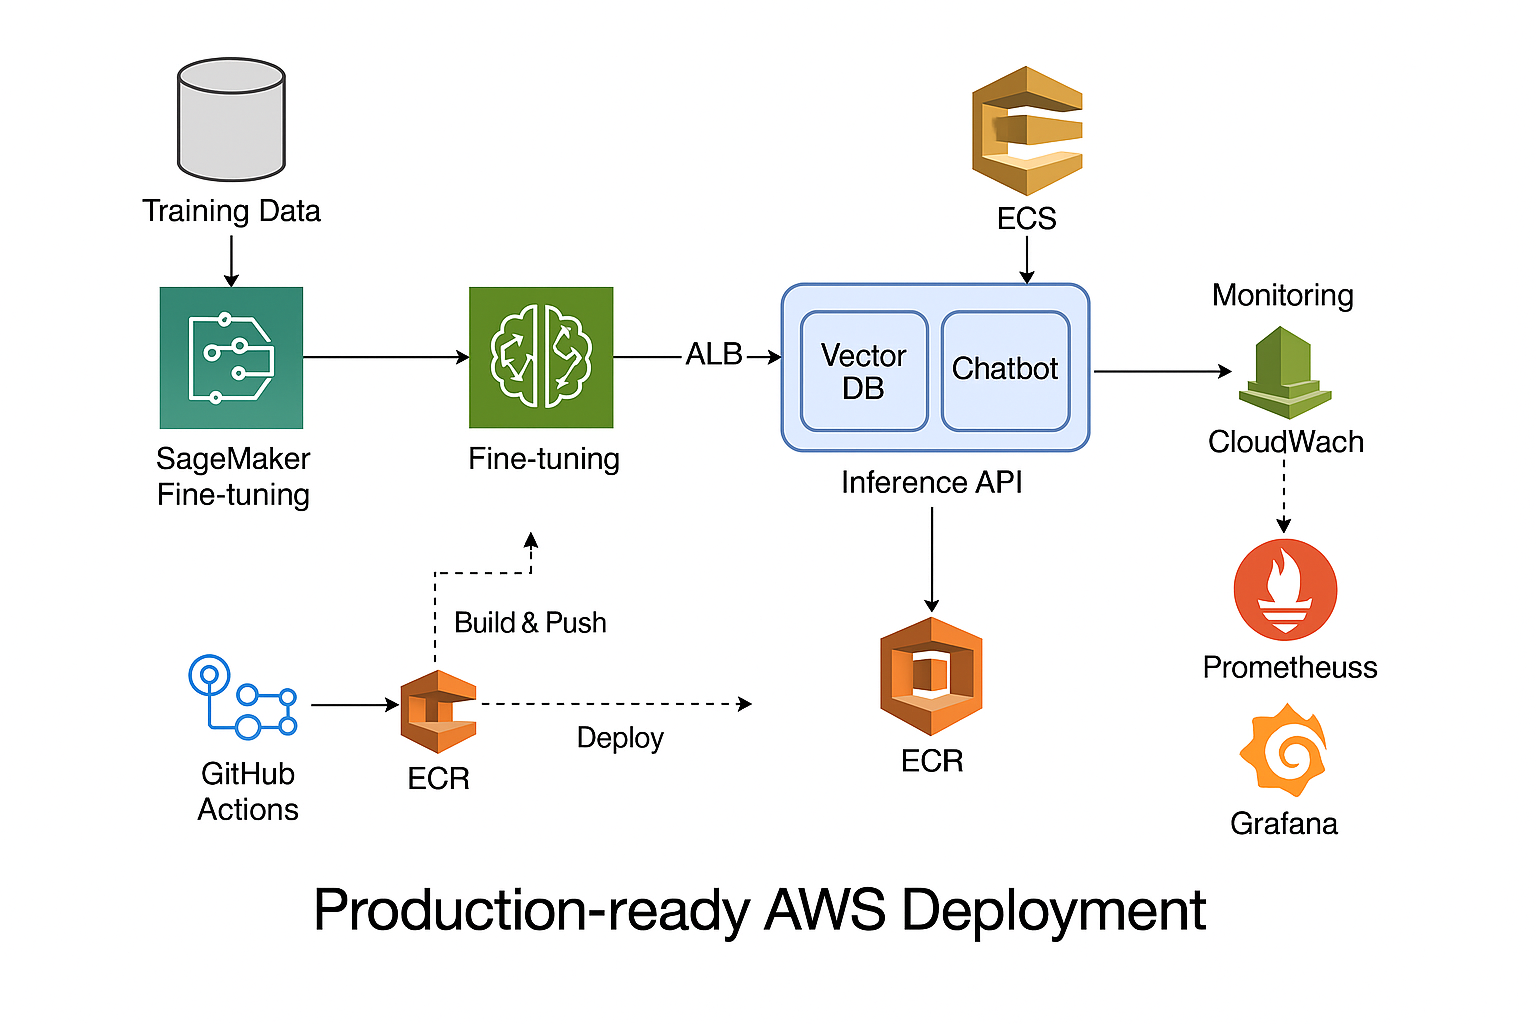 Training Data
ECS
SageMaker
Fine-tuning
Fine-tuning
ALB
Vector
DB
Chatbot
Inference API
Monitoring
CloudWach
Prometheuss
Grafana
Build & Push
GitHub
Actions
ECR
Deploy
ECR
Production-ready AWS Deployment